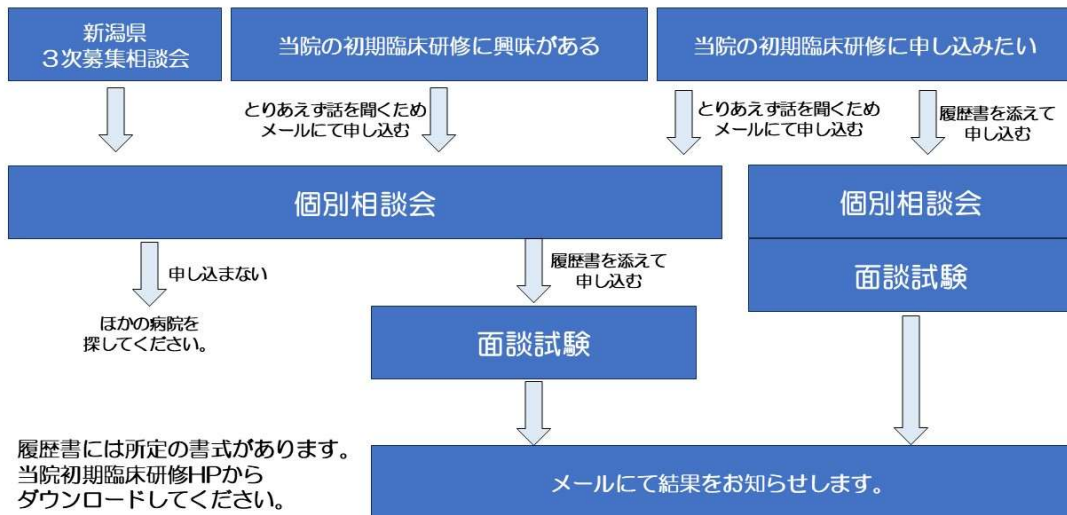 新潟県
３次募集相談会
当院の初期臨床研修に興味がある
当院の初期臨床研修に申し込みたい
とりあえず話を聞くため
メールにて申し込む
とりあえず話を聞くため
メールにて申し込む
履歴書を添えて
申し込む
個別相談会
個別相談会
面談試験
申し込まない
履歴書を添えて
申し込む
ほかの病院を
探してください。
面談試験
履歴書には所定の書式があります。
当院初期臨床研修HPから
ダウンロードしてください。
メールにて結果をお知らせします。